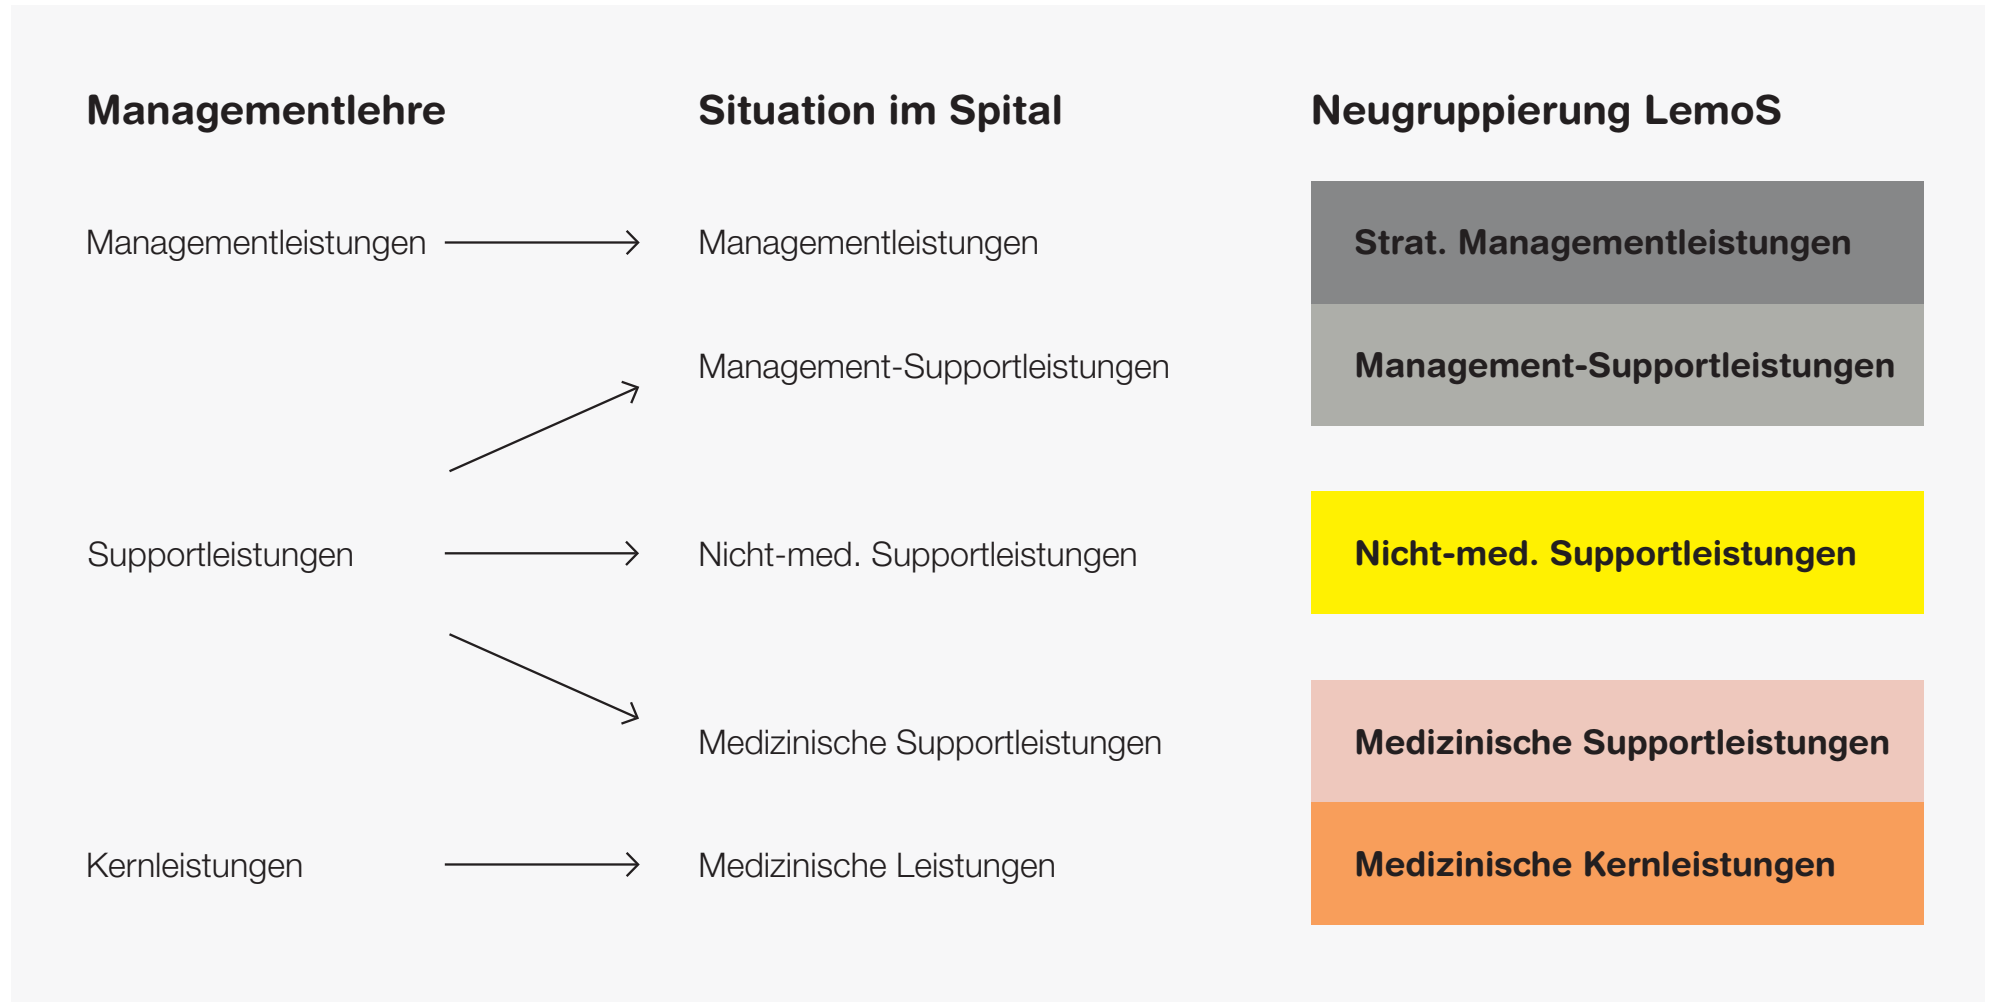 Managementlehre
Situation im Spital
Neugruppierung LemoS
Managementleistungen
Managementleistungen
Strat. Managementleistungen
Management-Supportleistungen
Management-Supportleistungen
Supportleistungen
Nicht-med. Supportleistungen
Nicht-med. Supportleistungen
Medizinische Supportleistungen
Medizinische Supportleistungen
Kernleistungen
Medizinische Leistungen
Medizinische Kernleistungen